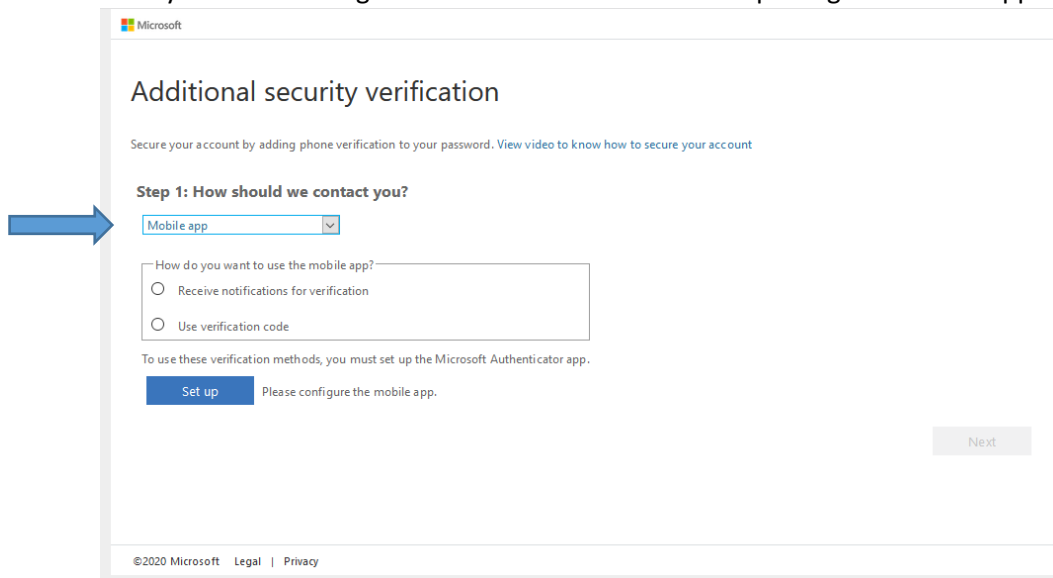 Microsoft
Additional security verification
Secure your account by adding phone verification to your password. View video to know how to secure your account
Step 1: How should we contact you?
Mobile app
How do you want to use the mobile app?
Receive notifications for verification
Use verification code
To use these verification methods, you must set up the Microsoft Authenticator app.
Set up Please configure the mobile app.
Next
©2020 Microsoft Legal | Privacy